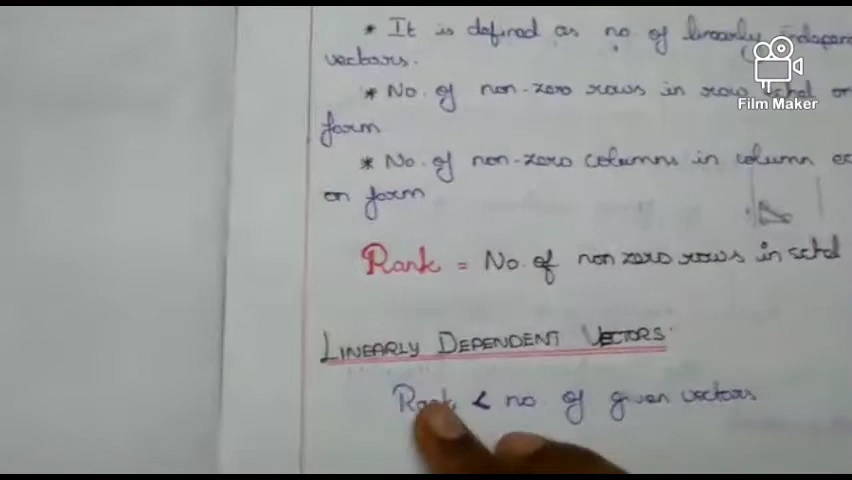 * It is defined as no. of linearly
vectors.
* No. of non-zero rows in row
form
* No. of non-zero columns in column
on form
Rank = No. of non zero rows in
LINEARLY DEPENDENT VECTORS
Rank < no. of given vectors
Film Maker